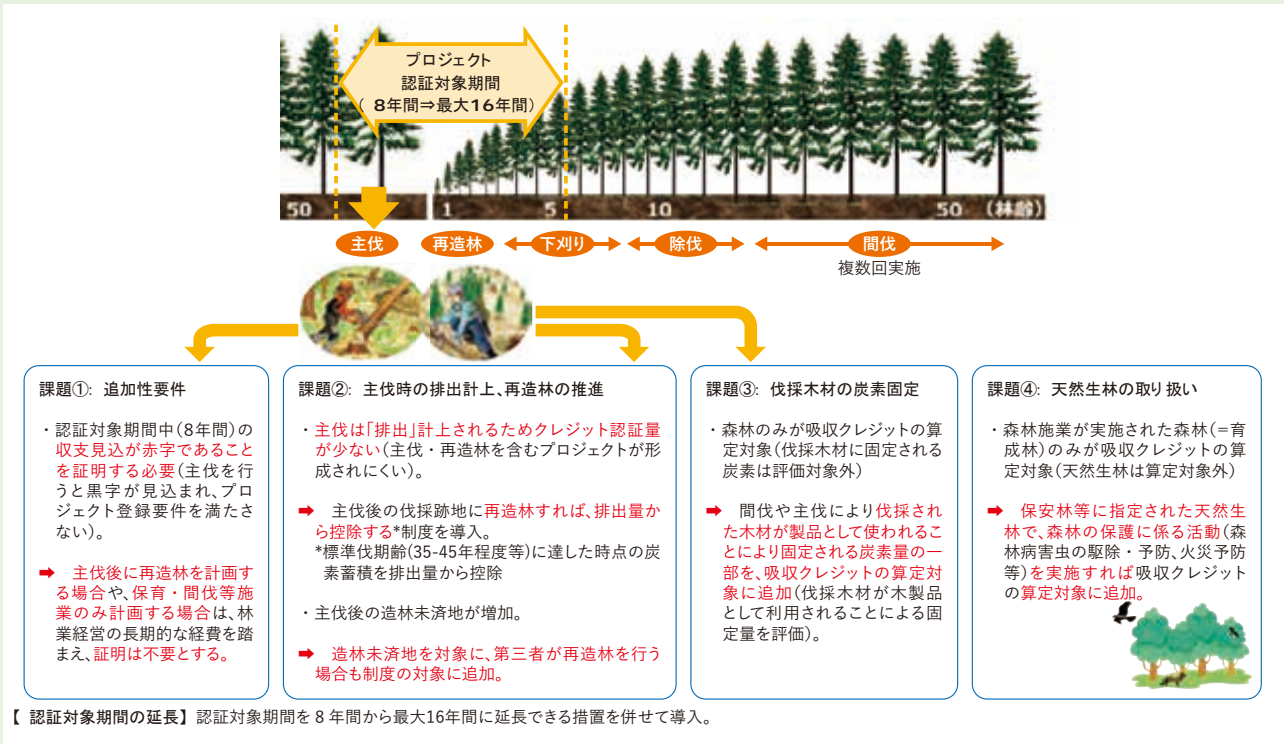 プロジェクト
認証対象期間
( 8年間⇒最大16年間)
50
1
5
10
50 (林齢)
主伐
再造林
下刈り
除伐
間伐
複数回実施
課題①: 追加性要件
・認証対象期間中(8年間)の
収支見込が赤字であること
を証明する必要(主伐を行
うと黒字が見込まれ、プロ
ジェクト登録要件を満たさ
ない)。
➡ 主伐後に再造林を計画す
る場合や、保育・間伐等施
業のみ計画する場合は、林
業経営の長期的な経費を踏
まえ、証明は不要とする。
課題②: 主伐時の排出計上、再造林の推進
・主伐は「排出」計上されるためクレジット認証量
が少ない(主伐・再造林を含むプロジェクトが形
成されにくい)。
➡ 主伐後の伐採跡地に再造林すれば、排出量か
ら控除する*制度を導入。
*標準伐期齢(35-45年程度等)に達した時点の炭
素蓄積を排出量から控除
・主伐後の造林未済地が増加。
➡ 造林未済地を対象に、第三者が再造林を行う
場合も制度の対象に追加。
課題③: 伐採木材の炭素固定
・森林のみが吸収クレジットの算
定対象(伐採木材に固定される
炭素は評価対象外)
➡ 間伐や主伐により伐採され
た木材が製品として使われるこ
とにより固定される炭素量の一
部を、吸収クレジットの算定対
象に追加(伐採木材が木製品
として利用されることによる固
定量を評価)。
課題④: 天然生林の取り扱い
・森林施業が実施された森林(=育
成林)のみが吸収クレジットの算
定対象(天然生林は算定対象外)
➡ 保安林等に指定された天然生
林で、森林の保護に係る活動(森
林病害虫の駆除・予防、火災予防
等)を実施すれば吸収クレジット
の算定対象に追加。
【 認証対象期間の延長】 認証対象期間を 8 年間から最大16年間に延長できる措置を併せて導入。